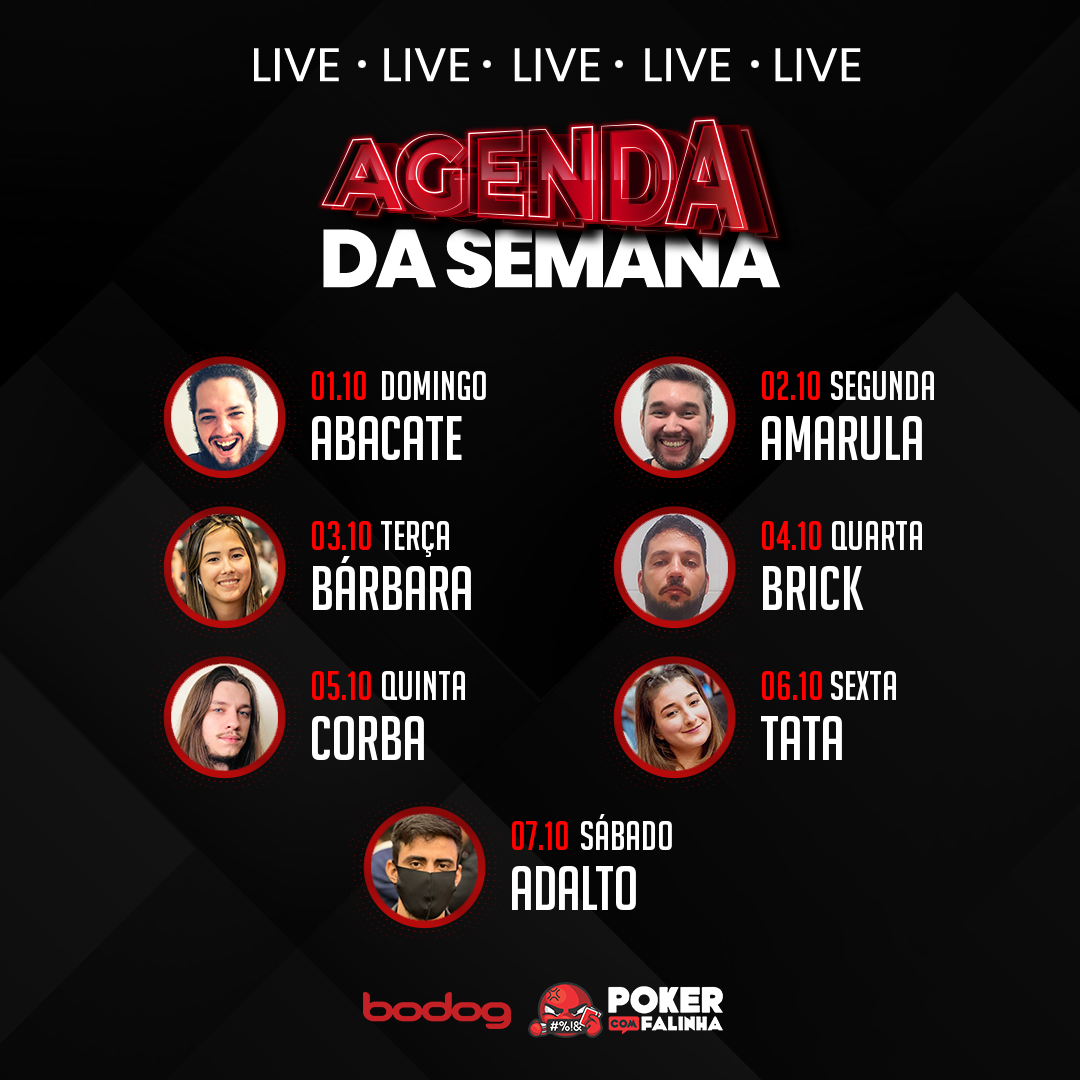 LIVE • LIVE • LIVE • LIVE • LIVE
AGENDA
DA SEMANA
01.10 DOMINGO
ABACATE
02.10 SEGUNDA
AMARULA
03.10 TERÇA
BÁRBARA
04.10 QUARTA
BRICK
05.10 QUINTA
CORBA
06.10 SEXTA
TATA
07.10 SÁBADO
ADALTO
bodog
#%!&
POKER
COM FALINHA